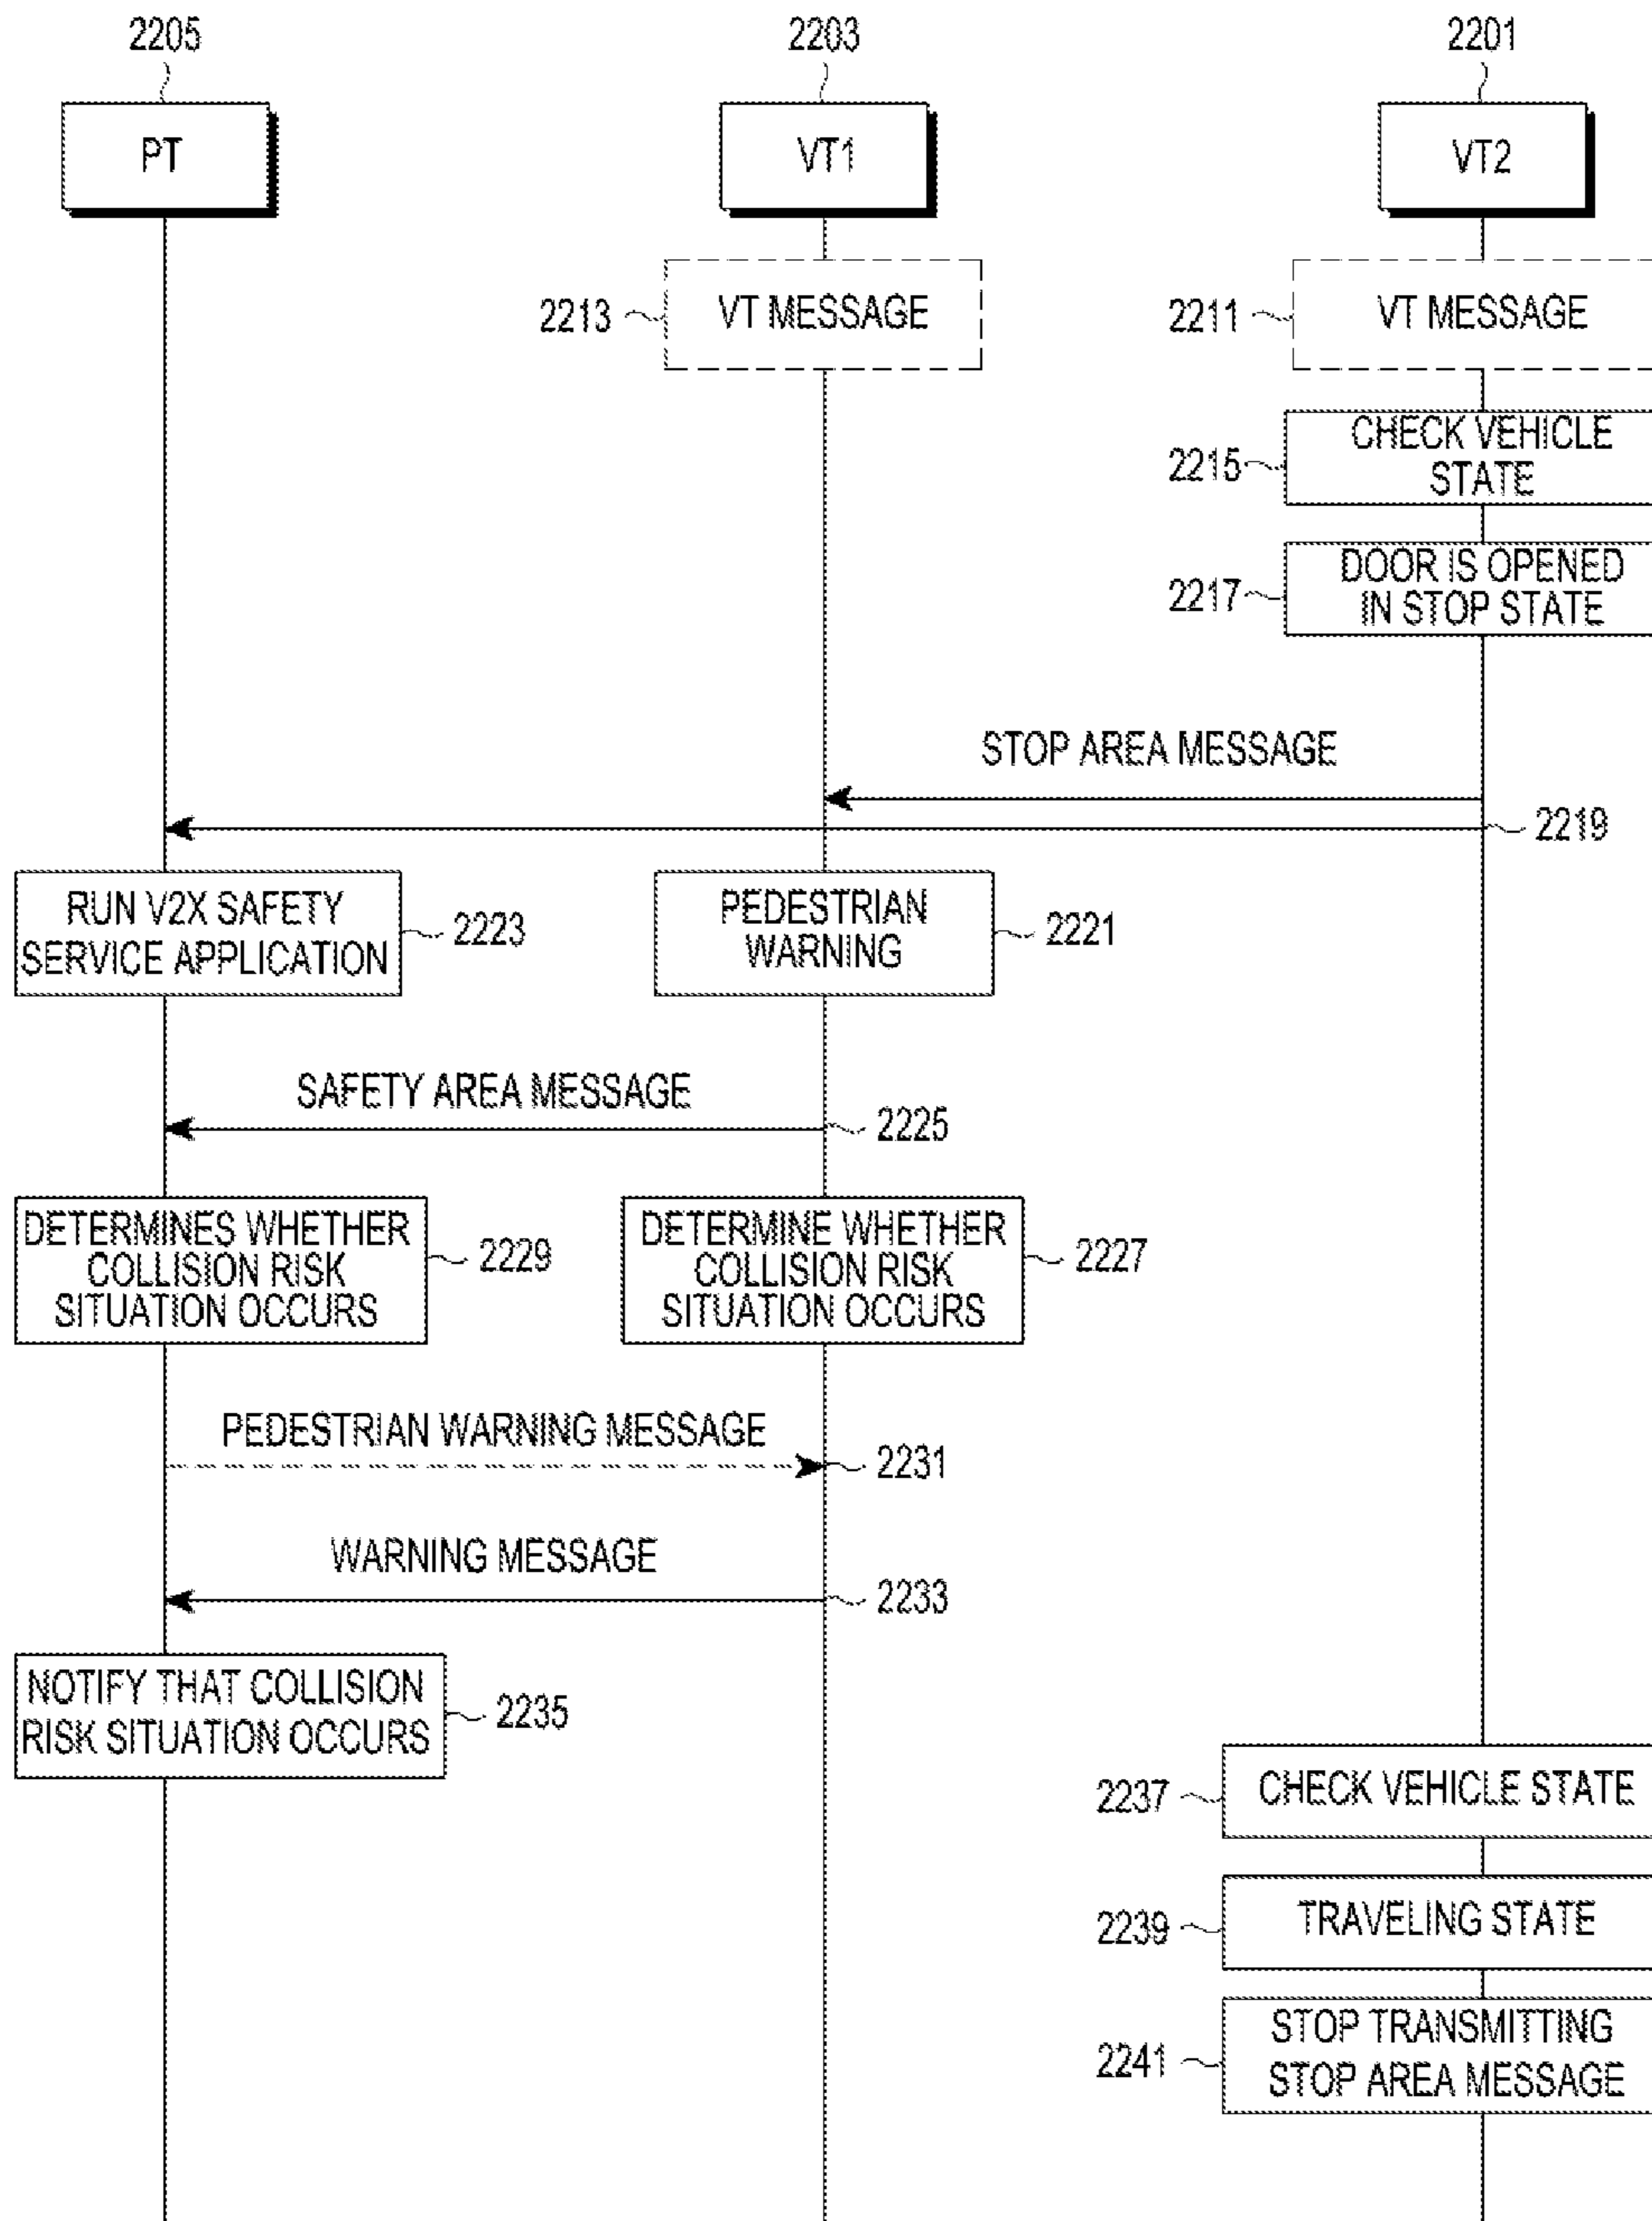 2205
2203
2201
PT
VT1
VT2
2213
VT MESSAGE
2211
VT MESSAGE
2215
CHECK VEHICLE
STATE
2217
DOOR IS OPENED
IN STOP STATE
STOP AREA MESSAGE
2219
RUN V2X SAFETY
SERVICE APPLICATION
2223
PEDESTRIAN
WARNING
2221
SAFETY AREA MESSAGE
2225
DETERMINES WHETHER
COLLISION RISK
SITUATION OCCURS
2229
DETERMINE WHETHER
COLLISION RISK
SITUATION OCCURS
2227
PEDESTRIAN WARNING MESSAGE
2231
WARNING MESSAGE
2233
NOTIFY THAT COLLISION
RISK SITUATION OCCURS
2235
2237
CHECK VEHICLE STATE
2239
TRAVELING STATE
2241
STOP TRANSMITTING
STOP AREA MESSAGE